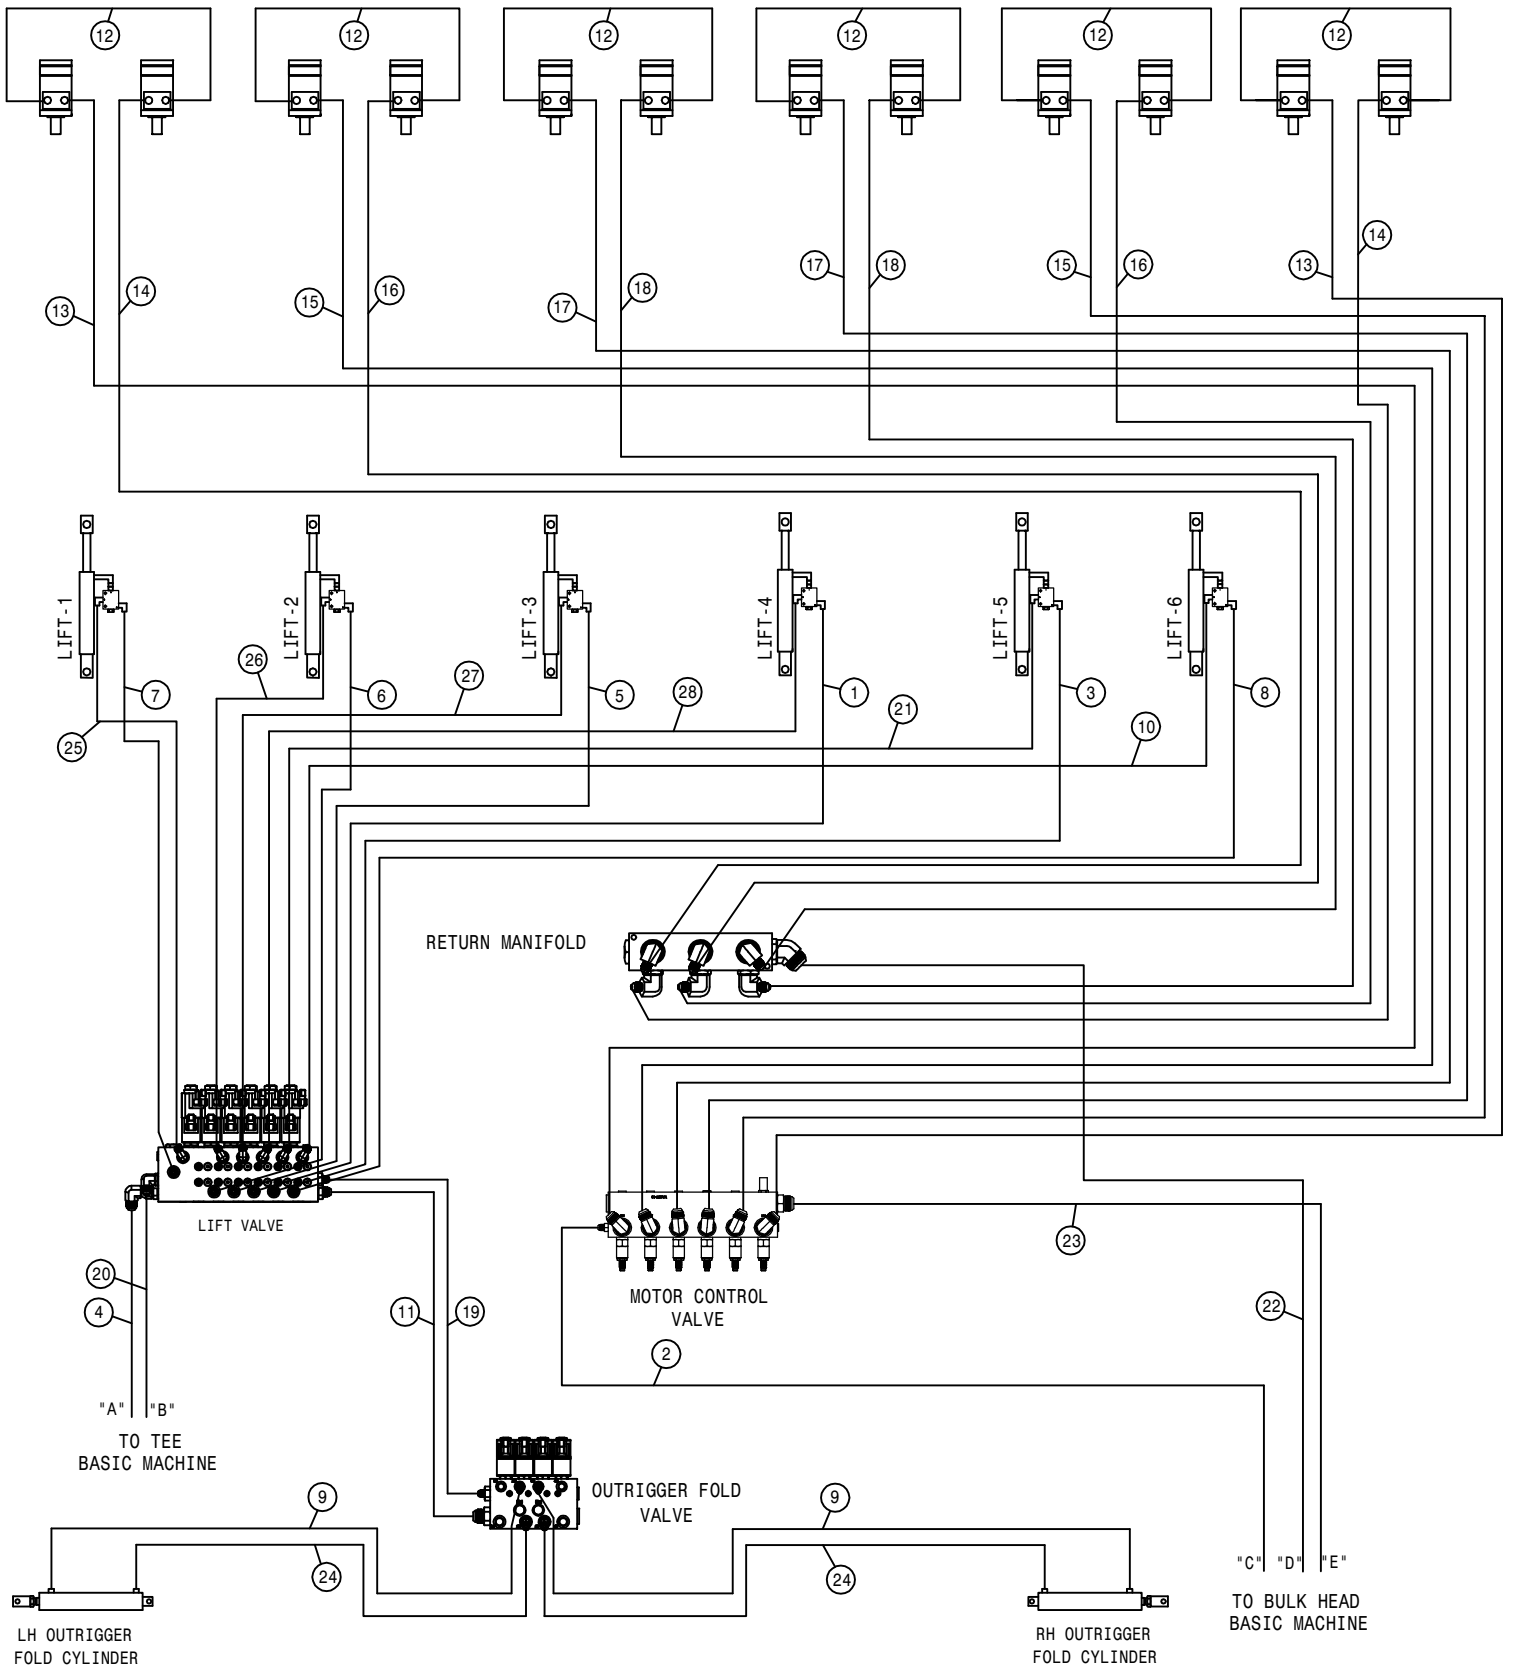 12 12 12 12 12 12
14
17 18 15 16 13
14 16 18
13 15 17
LIFT-1
LIFT-2
LIFT-3
LIFT-4
LIFT-5
LIFT-6
26
27
7 6 5 28 1 3 8
21
25
10
RETURN MANIFOLD
LIFT VALVE
23
20
4
11 19
MOTOR CONTROL
VALVE
22
2
"A" "B"
TO TEE
BASIC MACHINE
OUTRIGGER FOLD
VALVE
9 9
24 24
"C" "D" "E"
TO BULK HEAD
BASIC MACHINE
LH OUTRIGGER
FOLD CYLINDER
RH OUTRIGGER
FOLD CYLINDER